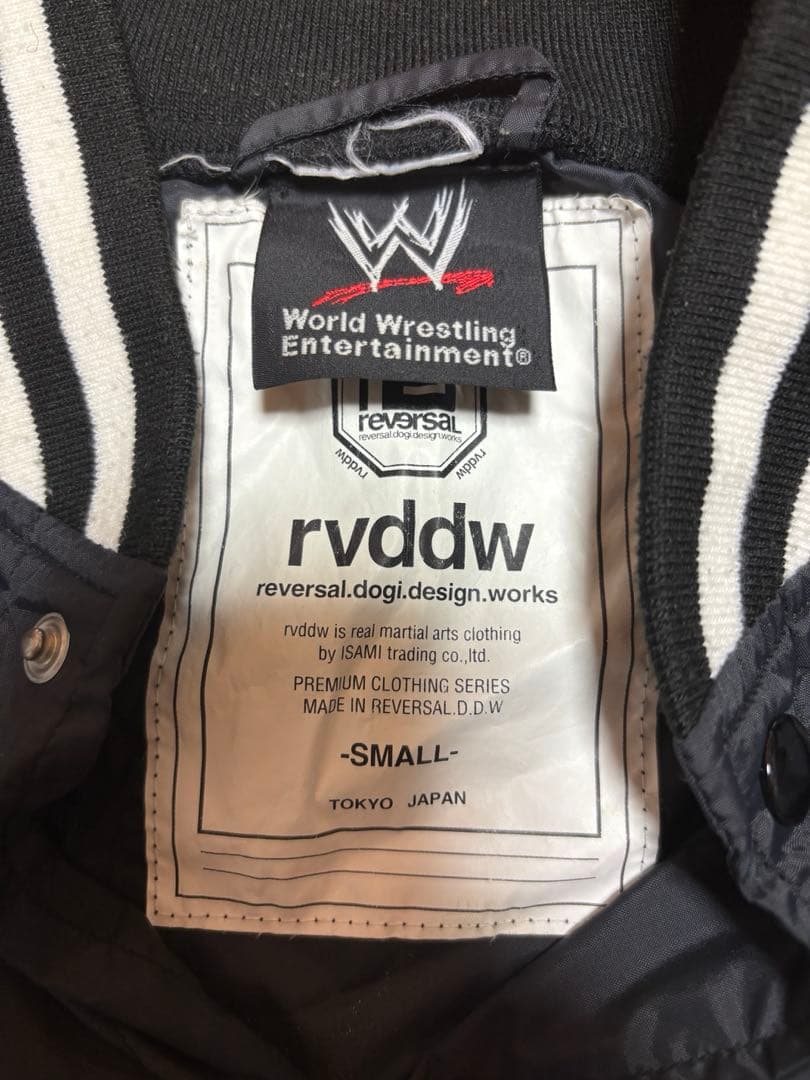 World Wrestling
Entertainment®
reversal
reversal.dogi.design.works
rvddw rvddw
rvddw
reversal.dogi.design.works
rvddw is real martial arts clothing
by ISAMI trading co.,ltd.
PREMIUM CLOTHING SERIES
MADE IN REVERSAL.D.D.W
-SMALL-
TOKYO JAPAN